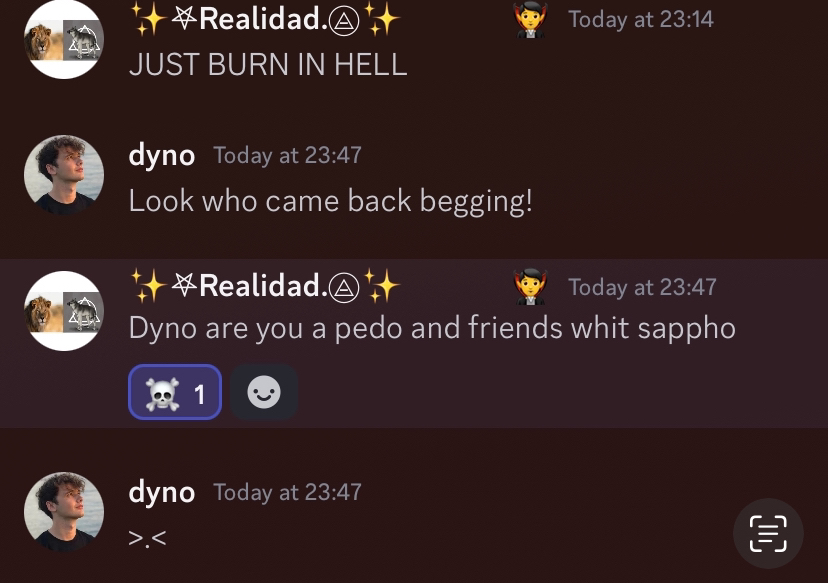 ✨⛧Realidad.⟁✨ 🧛 Today at 23:14
JUST BURN IN HELL
dyno Today at 23:47
Look who came back begging!
✨⛧Realidad.⟁✨ 🧛 Today at 23:47
Dyno are you a pedo and friends whit sappho
☠️ 1
dyno Today at 23:47
>.<